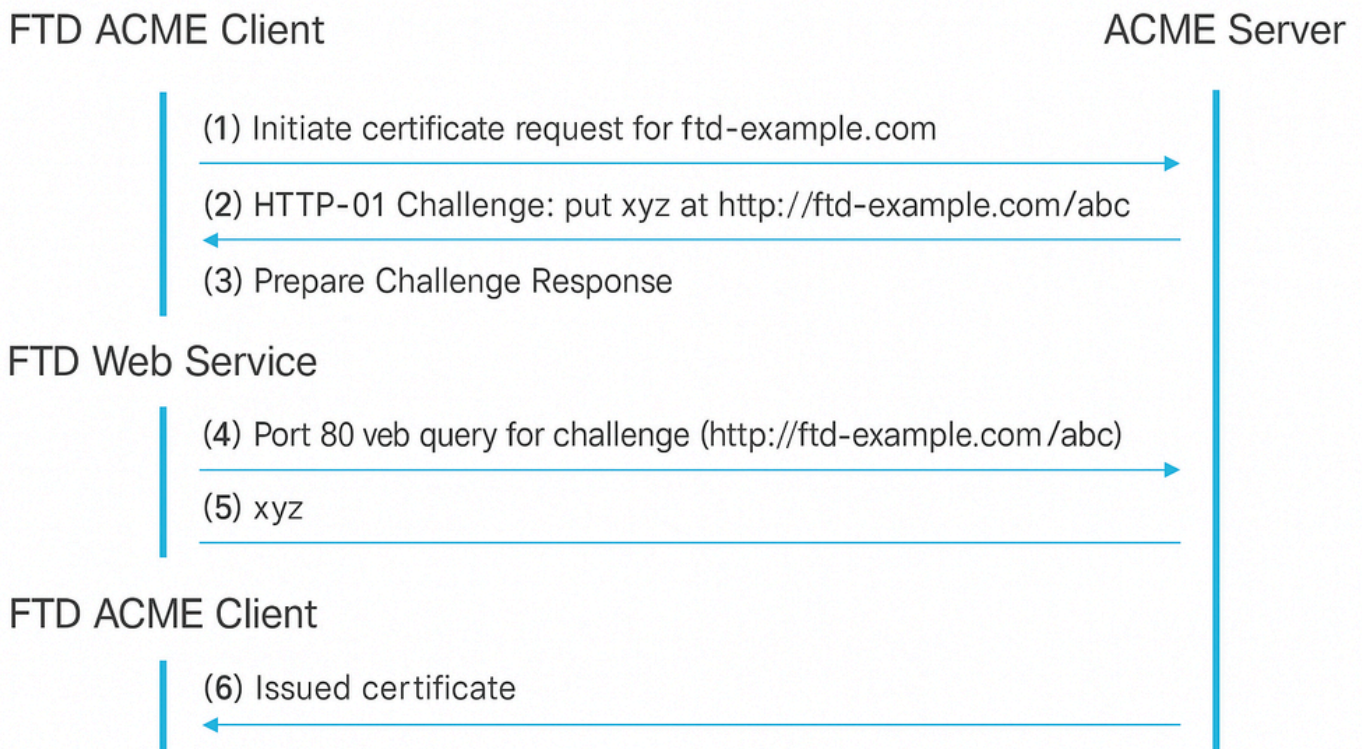 FTD ACME Client
ACME Server
(1) Initiate certificate request for ftd-example.com
(2) HTTP-01 Challenge: put xyz at http://ftd-example.com/abc
(3) Prepare Challenge Response
FTD Web Service
(4) Port 80 veb query for challenge (http://ftd-example.com/abc)
(5) xyz
FTD ACME Client
(6) Issued certificate